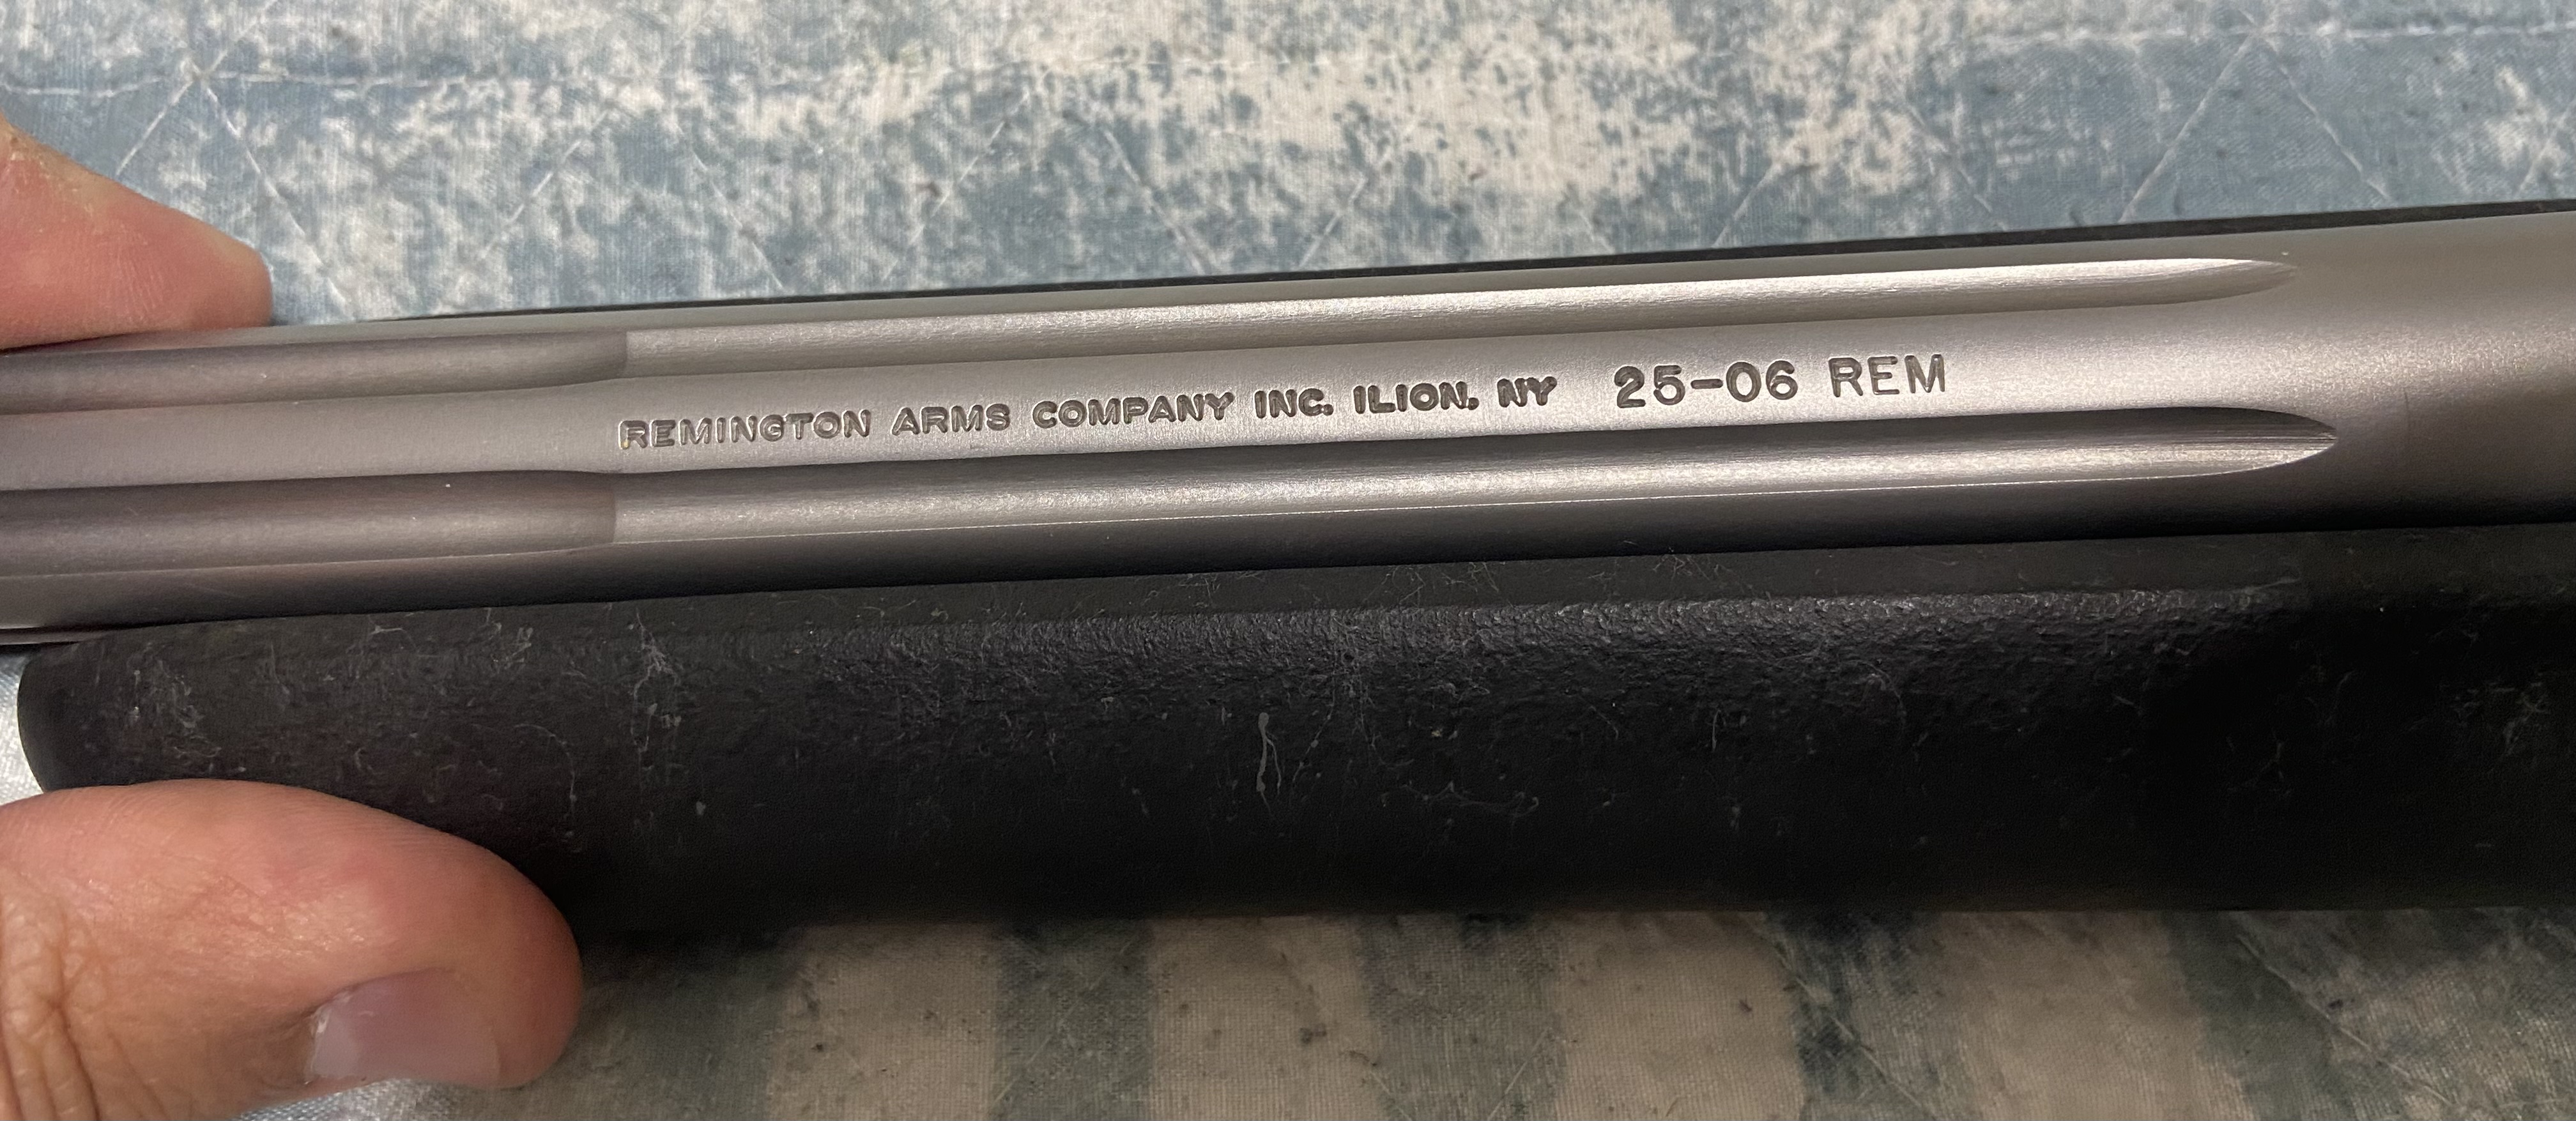 REMINGTON ARMS COMPANY INC. ILION, NY 25-06 REM